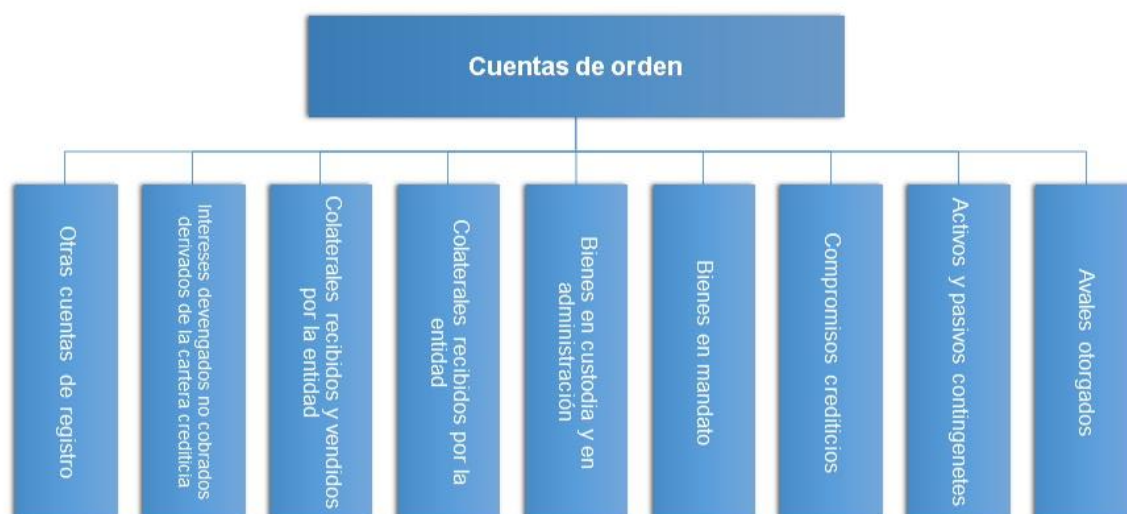 Cuentas de orden
Otras cuentas de registro
Intereses devengados no cobrados
derivados de la cartera crediticia
Colaterales recibidos y vendidos
por la entidad
Colaterales recibidos por la
entidad
Bienes en custodia y en
administración
Bienes en mandato
Compromisos crediticios
Activos y pasivos contingenetes
Avales otorgados